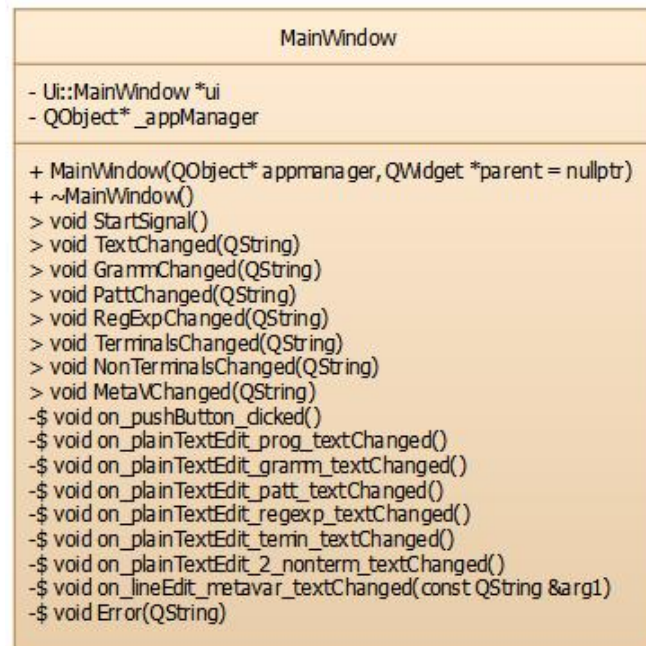 MainWindow
- Ui::MainWindow *ui
- QObject* _appManager
+ MainWindow(QObject* appmanager, QWidget *parent = nullptr)
+ ~MainWindow()
> void StartSignal()
> void TextChanged(QString)
> void GrammChanged(QString)
> void PattChanged(QString)
> void RegExpChanged(QString)
> void TerminalsChanged(QString)
> void NonTerminalsChanged(QString)
> void MetaVChanged(QString)
-$ void on_pushButton_clicked()
-$ void on_plainTextEdit_prog_textChanged()
-$ void on_plainTextEdit_gramm_textChanged()
-$ void on_plainTextEdit_patt_textChanged()
-$ void on_plainTextEdit_regexp_textChanged()
-$ void on_plainTextEdit_termin_textChanged()
-$ void on_plainTextEdit_2_nonterm_textChanged()
-$ void on_lineEdit_metavar_textChanged(const QString &arg1)
-$ void Error(QString)